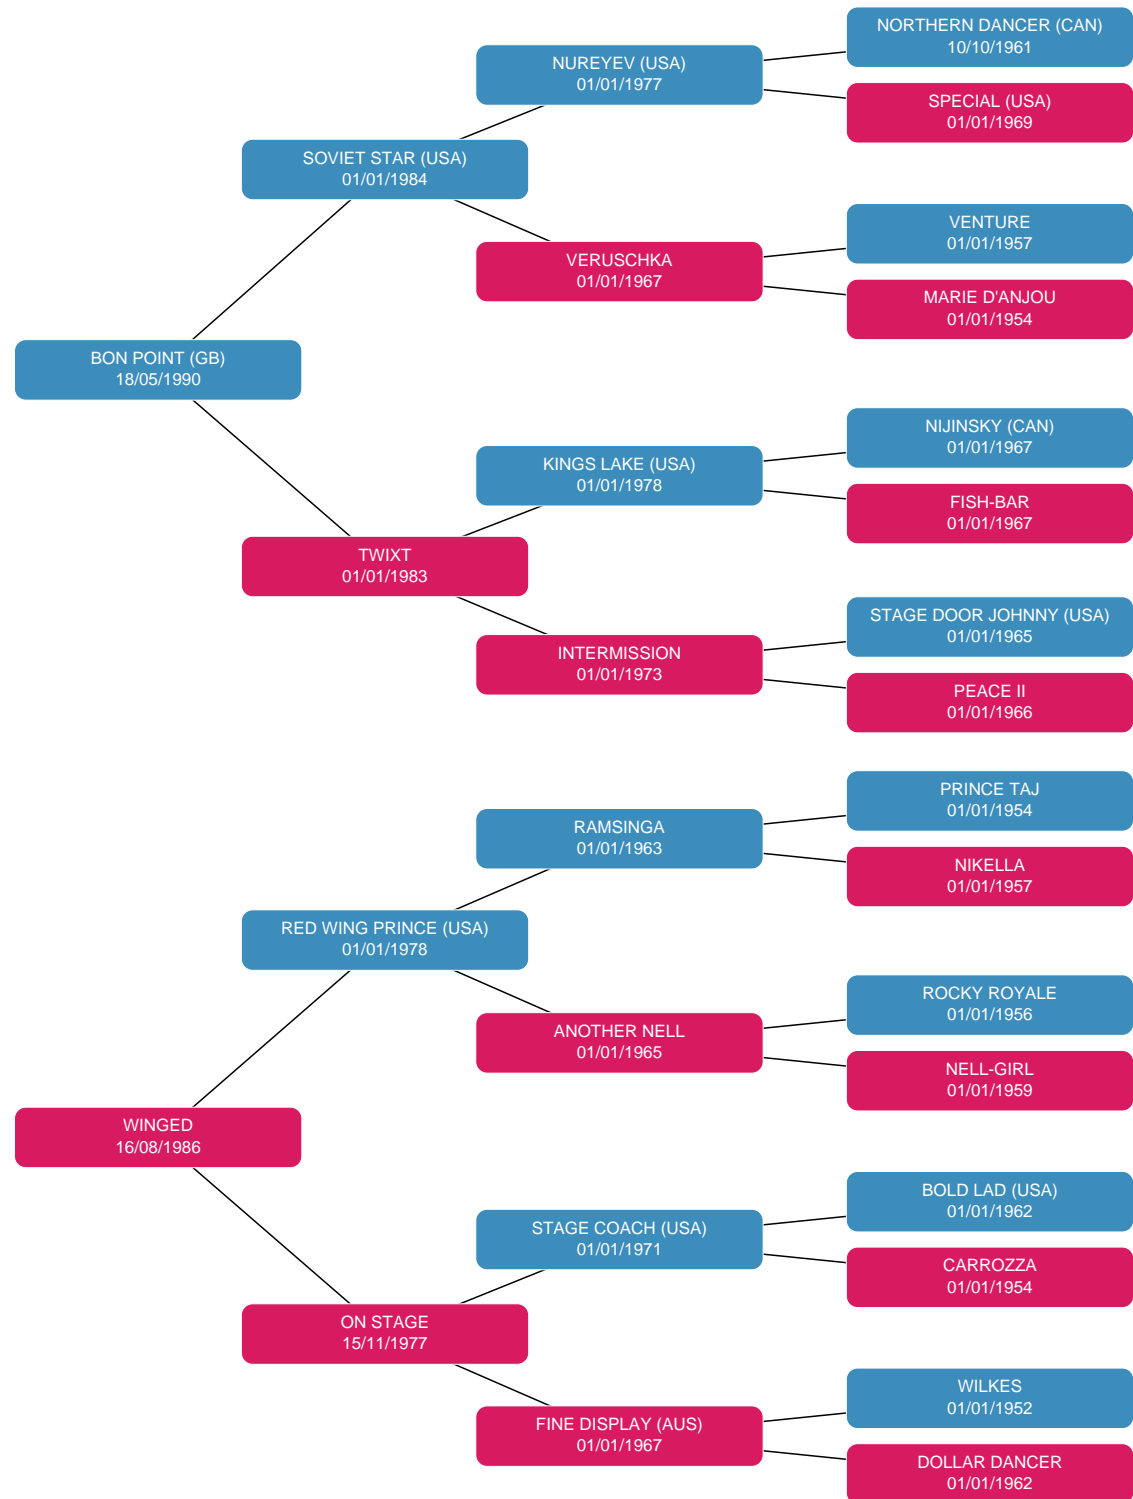 NORTHERN DANCER (CAN)
10/10/1961
NUREYEV (USA)
01/01/1977
SPECIAL (USA)
01/01/1969
SOVIET STAR (USA)
01/01/1984
VENTURE
01/01/1957
VERUSCHKA
01/01/1967
MARIE D'ANJOU
01/01/1954
BON POINT (GB)
18/05/1990
NIJINSKY (CAN)
01/01/1967
KINGS LAKE (USA)
01/01/1978
FISH-BAR
01/01/1967
TWIXT
01/01/1983
STAGE DOOR JOHNNY (USA)
01/01/1965
INTERMISSION
01/01/1973
PEACE II
01/01/1966
PRINCE TAJ
01/01/1954
RAMSINGA
01/01/1963
NIKELLA
01/01/1957
RED WING PRINCE (USA)
01/01/1978
ROCKY ROYALE
01/01/1956
ANOTHER NELL
01/01/1965
NELL-GIRL
01/01/1959
WINGED
16/08/1986
BOLD LAD (USA)
01/01/1962
STAGE COACH (USA)
01/01/1971
CARROZZA
01/01/1954
ON STAGE
15/11/1977
WILKES
01/01/1952
FINE DISPLAY (AUS)
01/01/1967
DOLLAR DANCER
01/01/1962